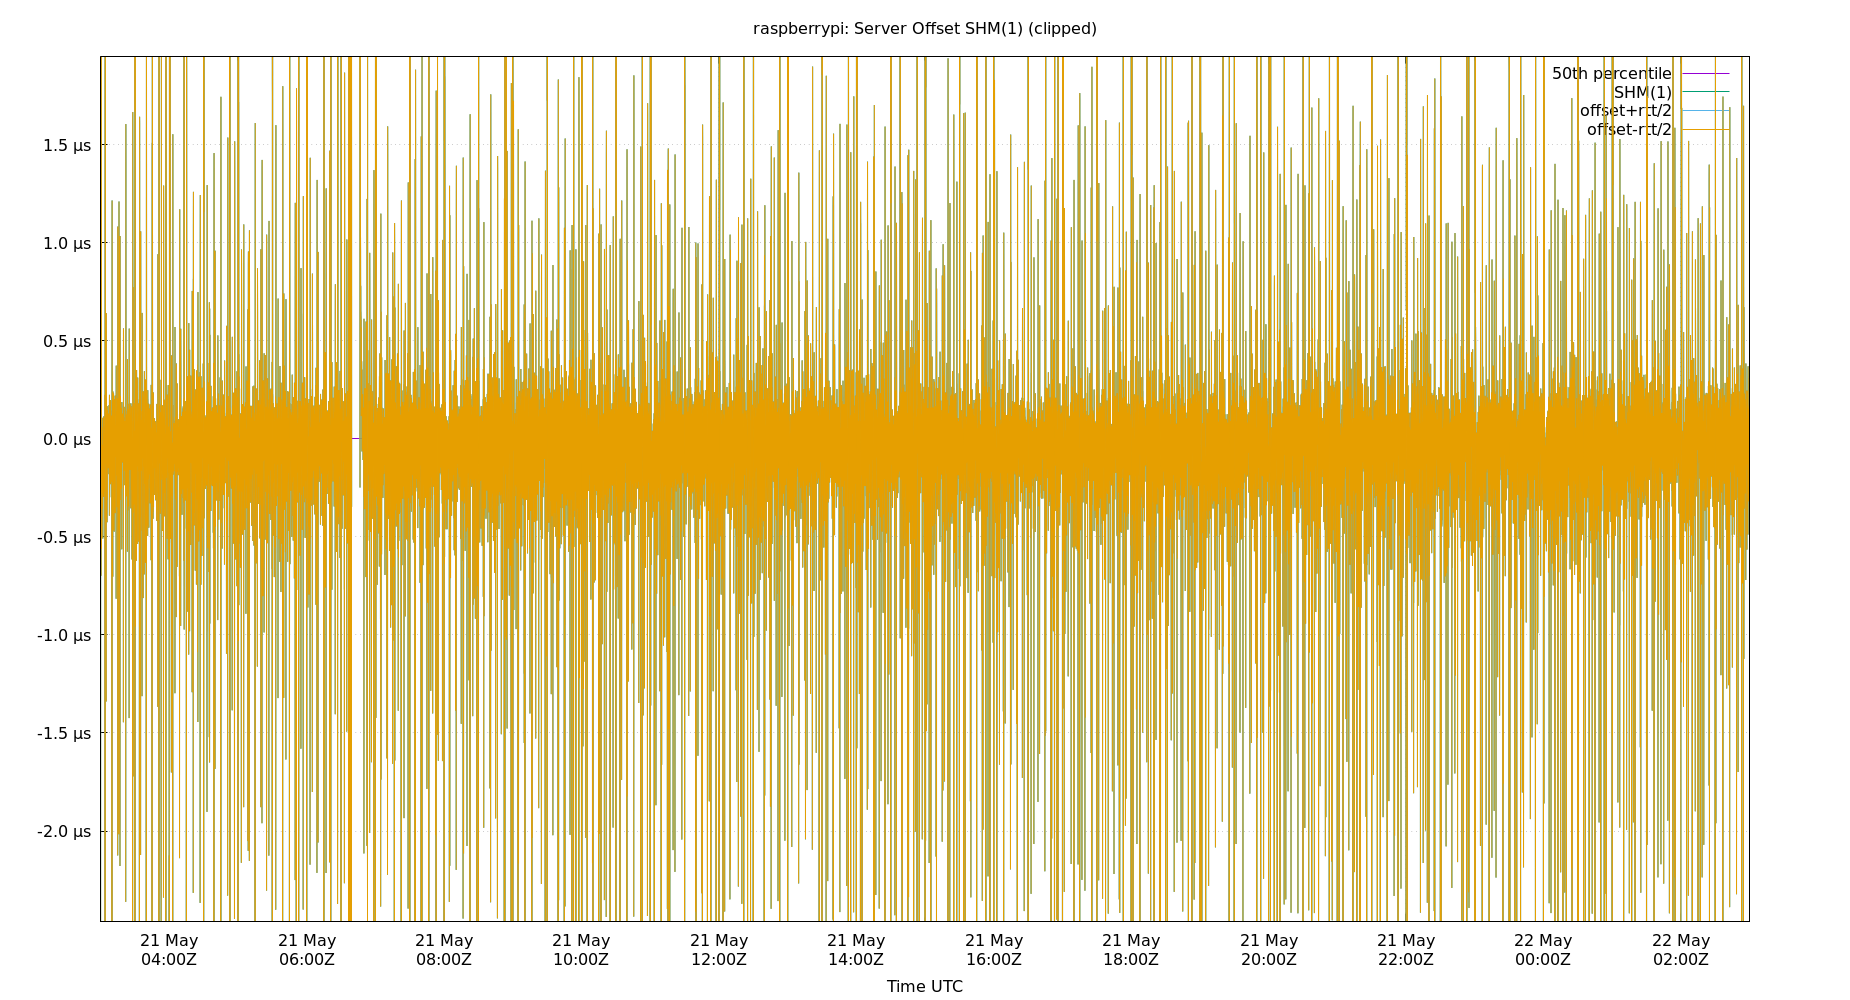 raspberrypi: Server Offset SHM(1) (clipped)
50th percentile
SHM(1)
offset+rtt/2
offset-rtt/2
1.5 µs
1.0 µs
0.5 µs
0.0 µs
-0.5 µs
-1.0 µs
-1.5 µs
-2.0 µs
21 May 21 May 21 May 21 May 21 May 21 May 21 May 21 May 21 May 21 May 22 May 22 May
04:00Z 06:00Z 08:00Z 10:00Z 12:00Z 14:00Z 16:00Z 18:00Z 20:00Z 22:00Z 00:00Z 02:00Z
Time UTC